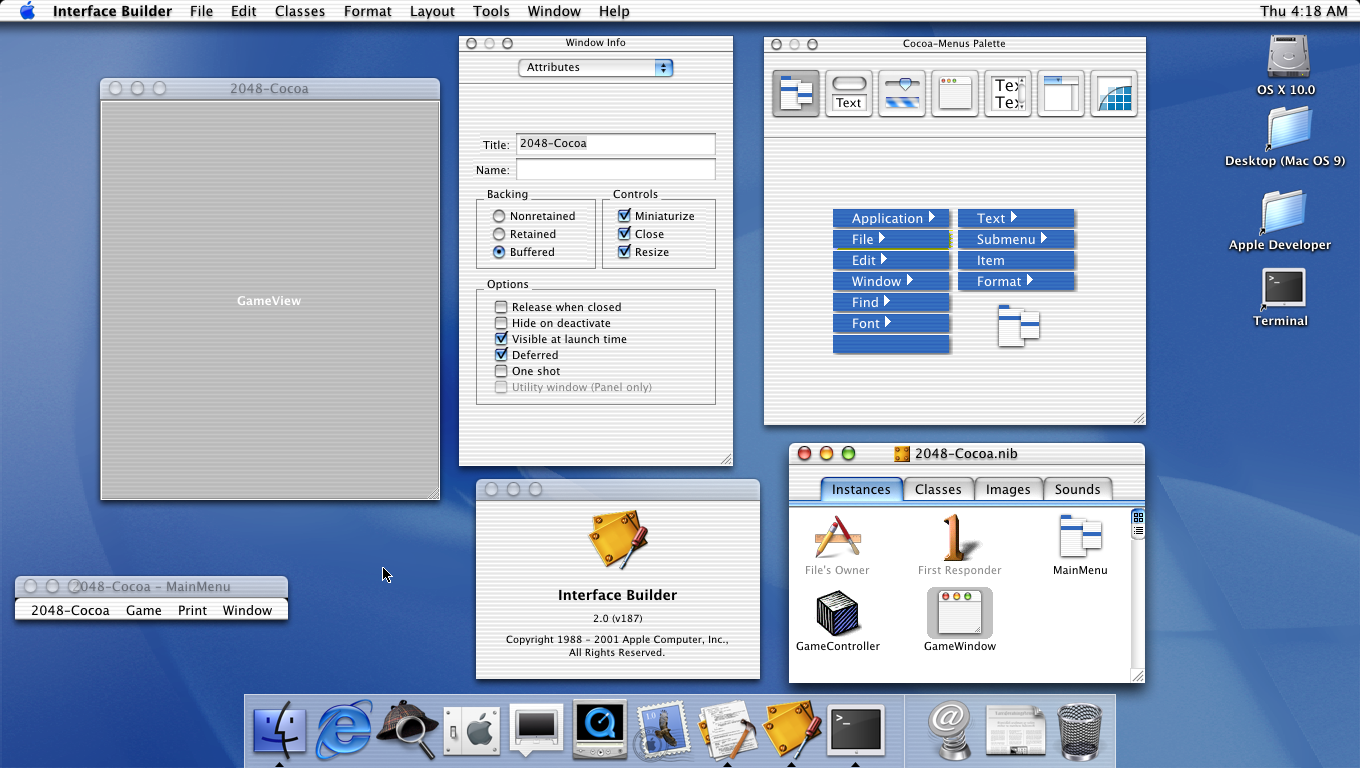 Interface Builder File Edit Classes Format Layout Tools Window Help Thu 4:18 AM
2048-Cocoa
GameView
Window Info
Attributes
Title: 2048-Cocoa
Name:
Backing
Nonretained
Retained
Buffered
Controls
Miniaturize
Close
Resize
Options
Release when closed
Hide on deactivate
Visible at launch time
Deferred
One shot
Utility window (Panel only)
Cocoa-Menus Palette
Text
Application
File
Edit
Window
Find
Font
Text
Submenu
Item
Format
OS X 10.0
Desktop (Mac OS 9)
Apple Developer
Terminal
2048-Cocoa - MainMenu
2048-Cocoa Game Print Window
Interface Builder
2.0 (v187)
Copyright 1988 - 2001 Apple Computer, Inc.,
All Rights Reserved.
2048-Cocoa.nib
Instances Classes Images Sounds
File's Owner First Responder MainMenu
GameController GameWindow